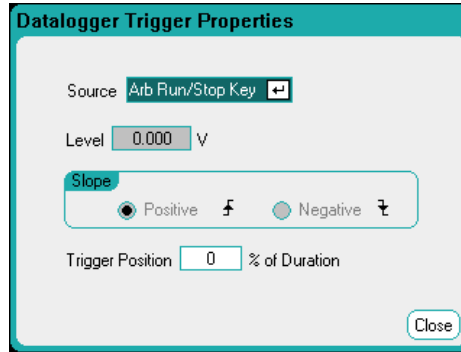 Datalogger Trigger Properties
Source Arb Run/Stop Key
Level 0.000 V
Slope
Positive Negative
Trigger Position 0 % of Duration
Close